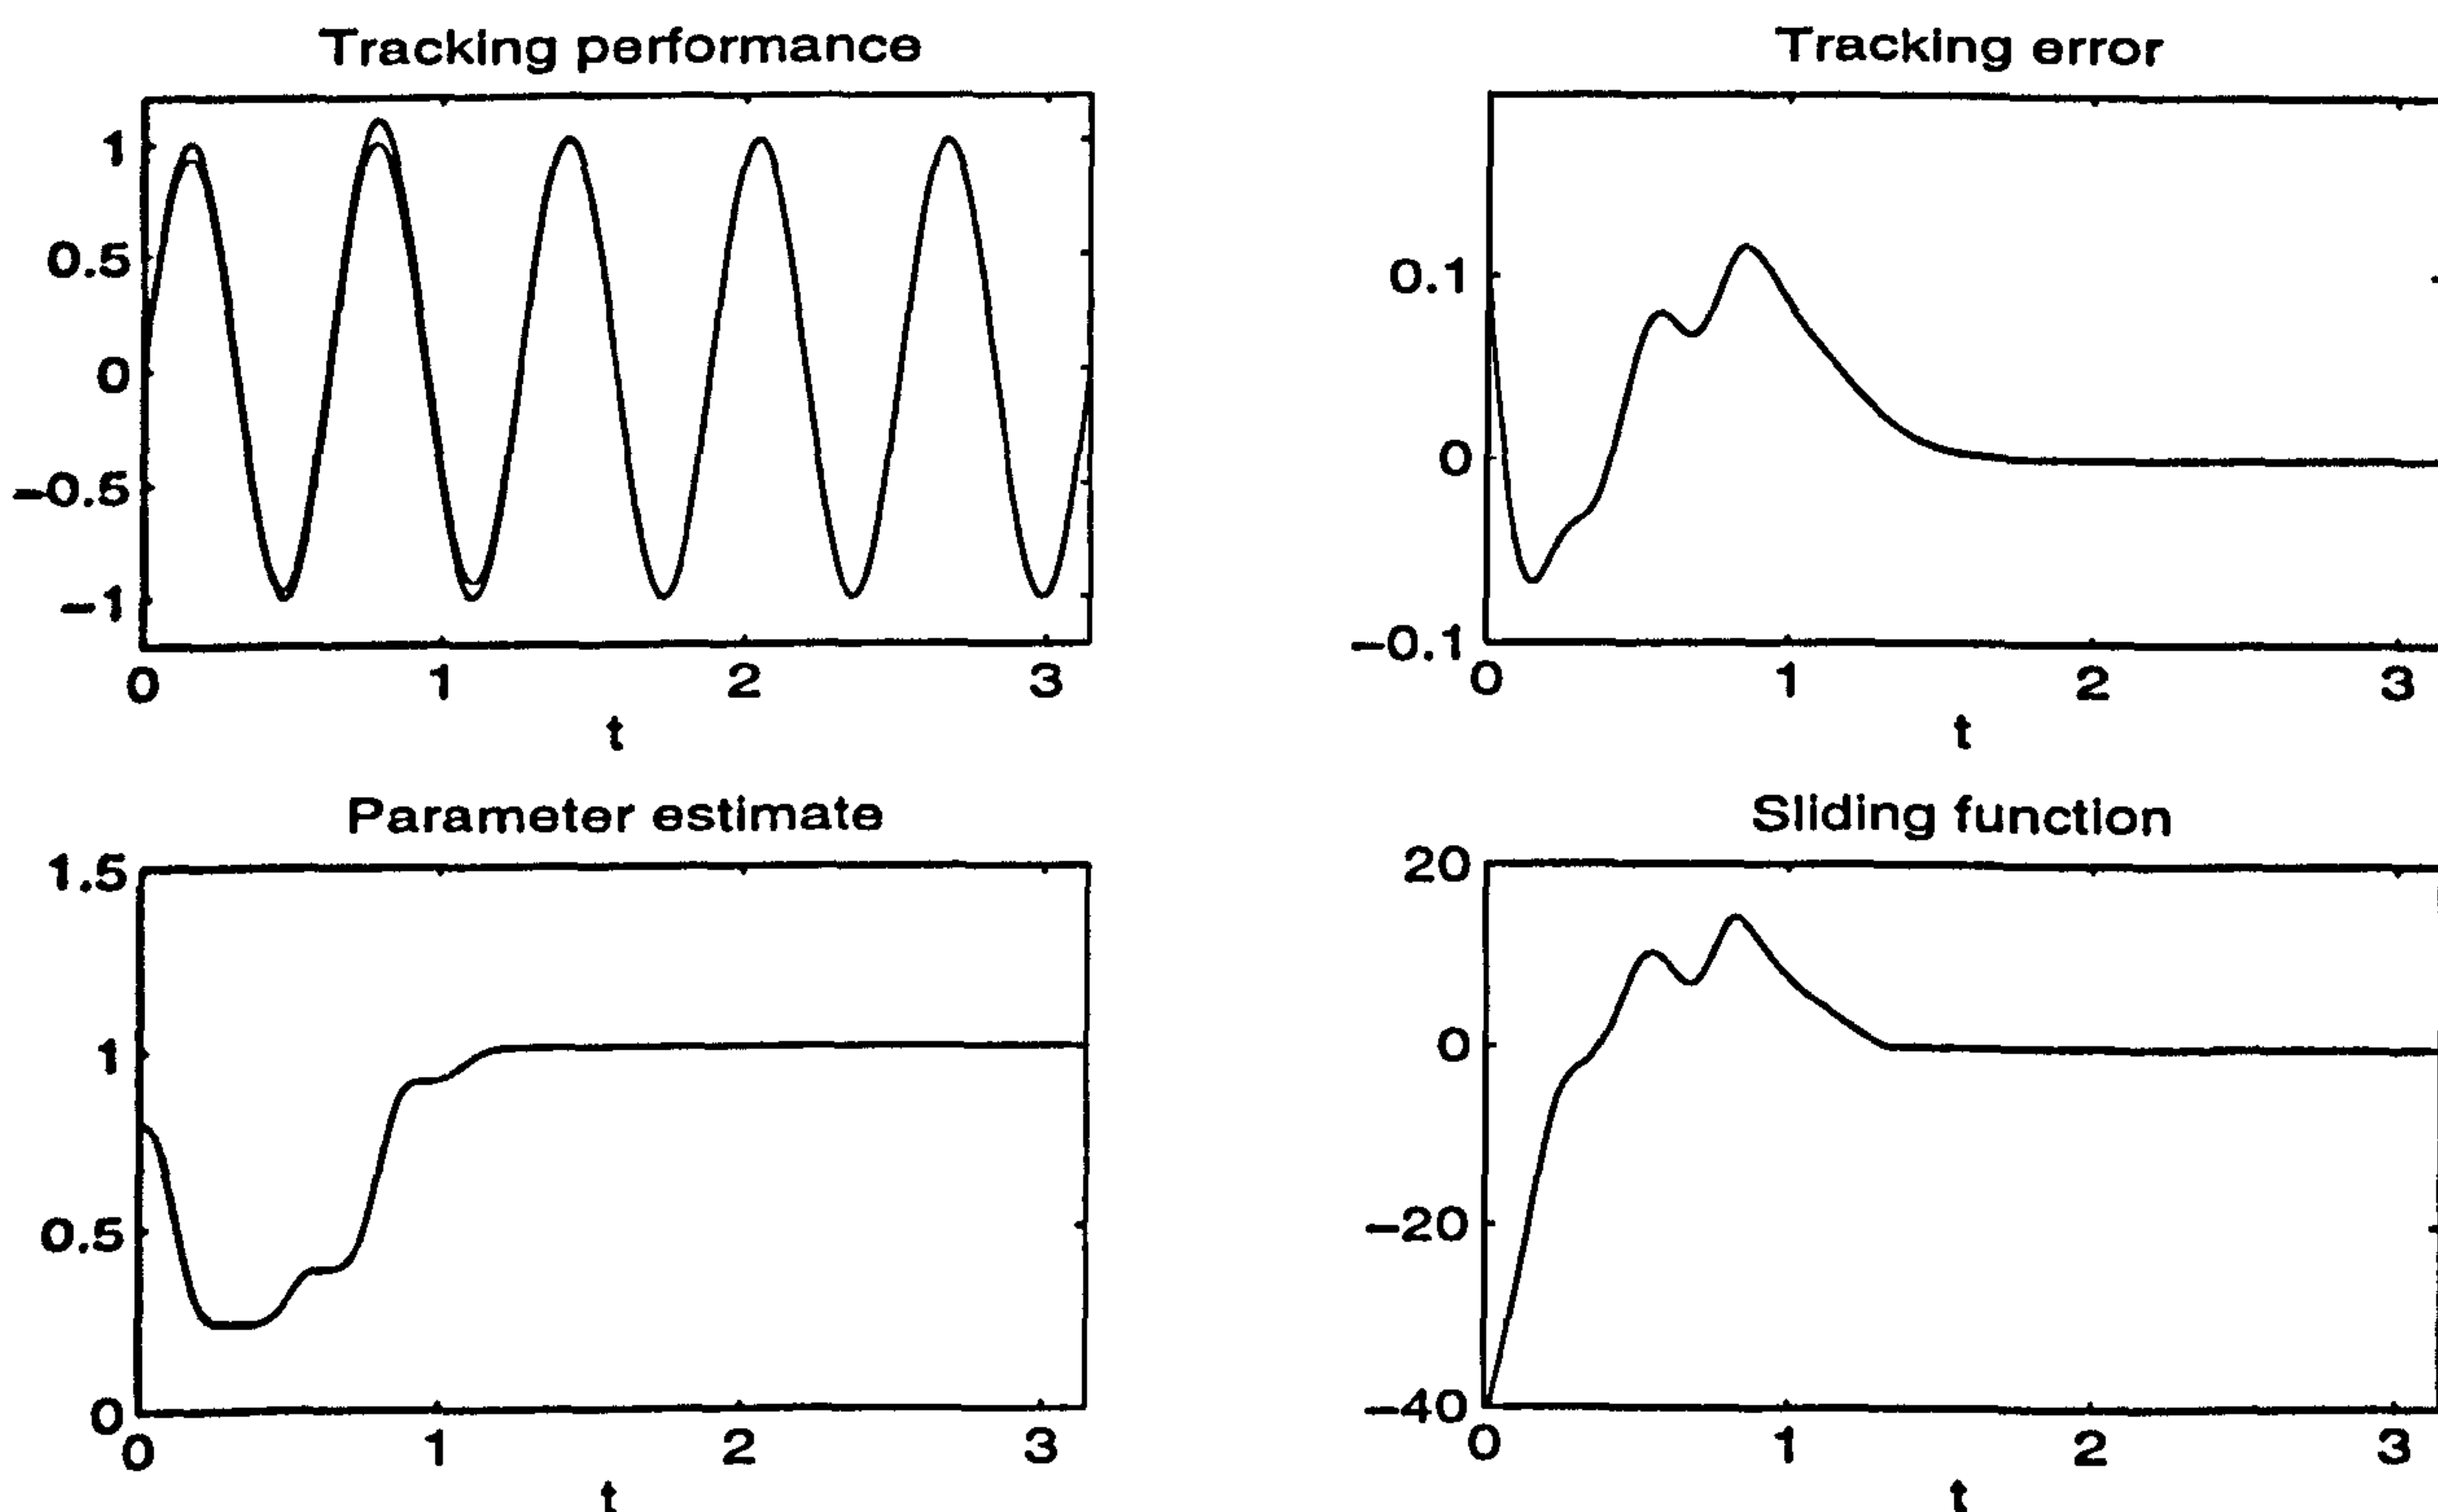 Tracking performance
1
0.5
0
−0.5
−1
0 1 2 3
t
Tracking error
0.1
0
−0.1
0 1 2 3
t
Parameter estimate
1.5
1
0.5
0
0 1 2 3
t
Sliding function
20
0
−20
−40
0 1 2 3
t